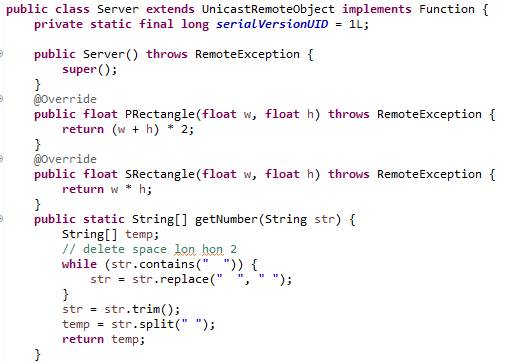 public class Server extends UnicastRemoteObject implements Function {
    private static final long serialVersionUID = 1L;

    public Server() throws RemoteException {
        super();
    }
    @Override
    public float PRectangle(float w, float h) throws RemoteException {
        return (w + h) * 2;
    }
    @Override
    public float SRectangle(float w, float h) throws RemoteException {
        return w * h;
    }
    public static String[] getNumber(String str) {
        String[] temp;
        // delete space lon hon 2
        while (str.contains("  ")) {
            str = str.replace("  ", " ");
        }
        str = str.trim();
        temp = str.split(" ");
        return temp;
    }